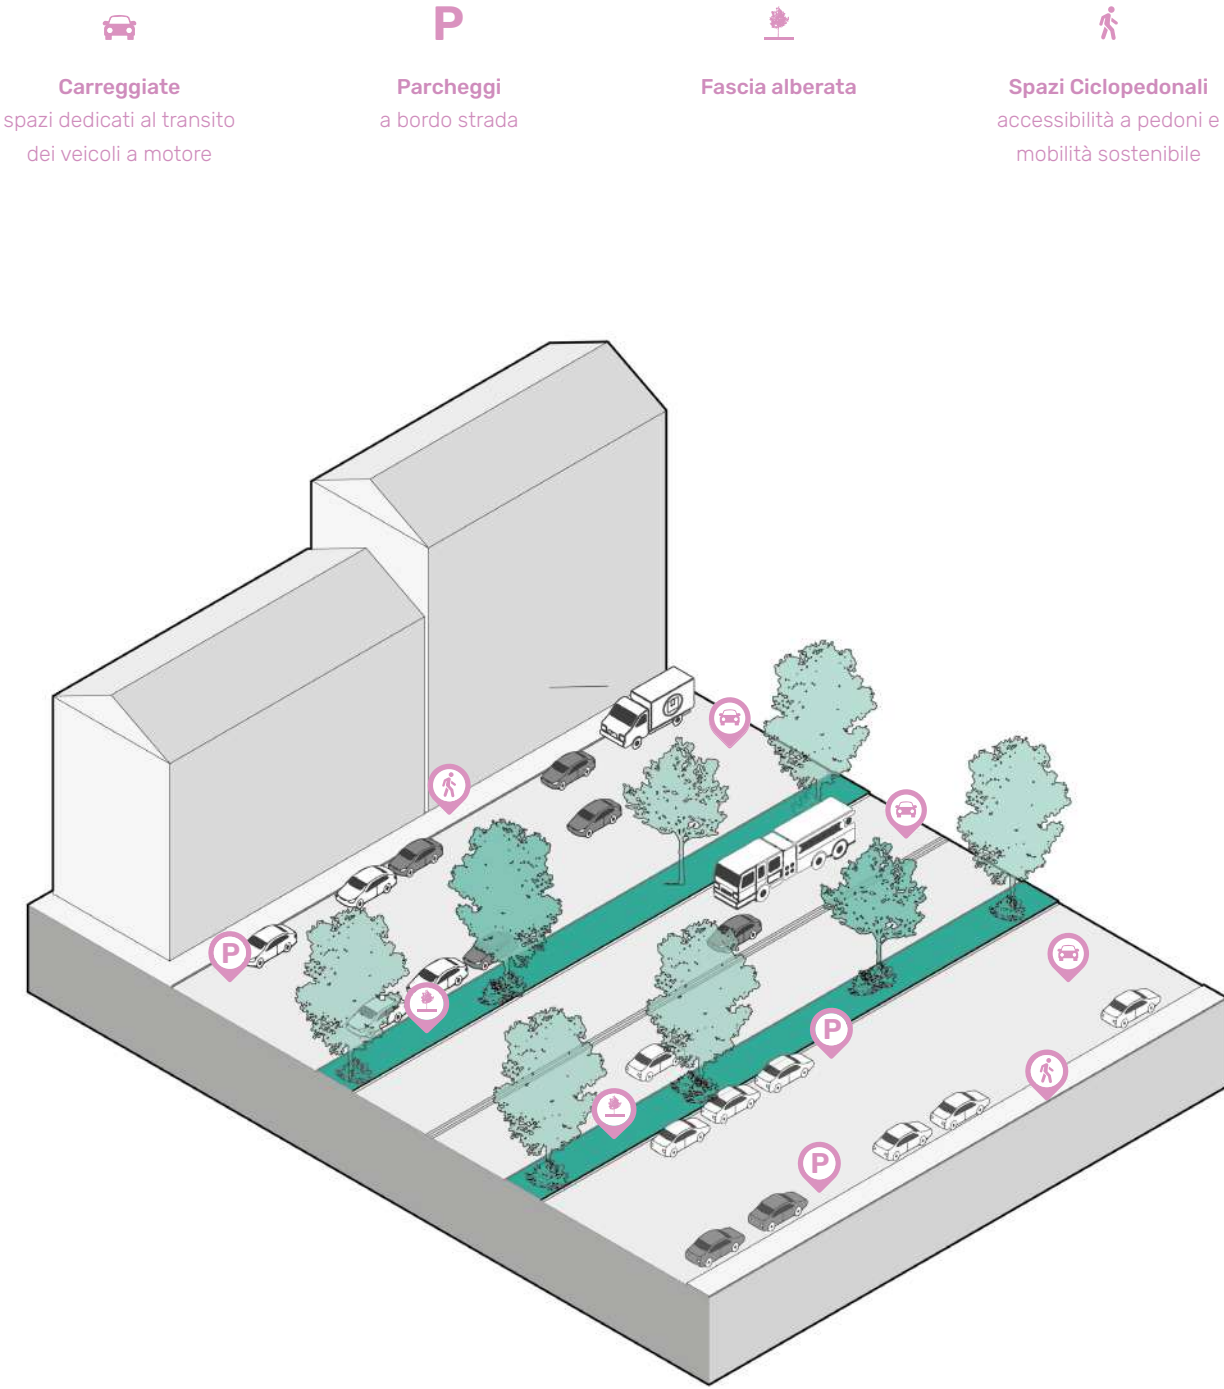 P
Carreggiate
spazi dedicati al transito
dei veicoli a motore
Parcheggi
a bordo strada
Fascia alberata
Spazi Ciclopedonali
accessibilità a pedoni e
mobilità sostenibile
P
P
P